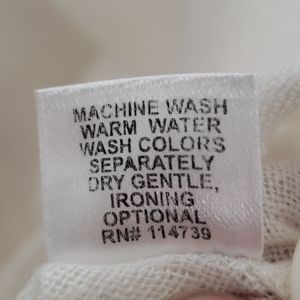 MACHINE WASH
WARM WATER
WASH COLORS
SEPARATELY
DRY GENTLE,
IRONING
OPTIONAL
RN# 114739